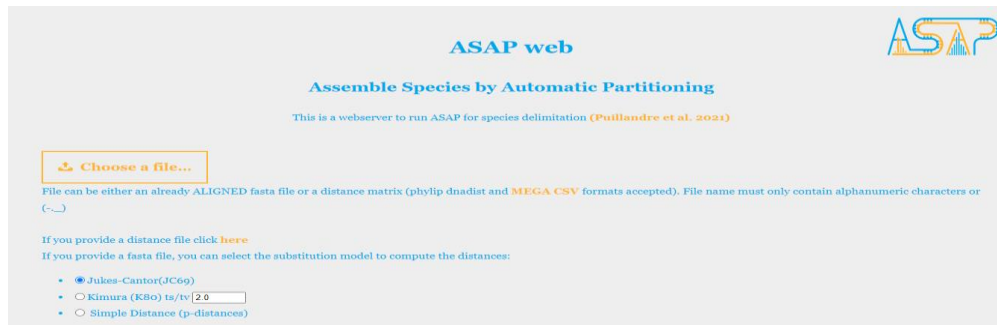 ASAP
ASAP web
Assemble Species by Automatic Partitioning
This is a webserver to run ASAP for species delimitation (Puillandre et al. 2021)
Choose a file...
File can be either an already ALIGNED fasta file or a distance matrix (phylip dnadist and MEGA CSV formats accepted). File name must only contain alphanumeric characters or
(-._)
If you provide a distance file click here
If you provide a fasta file, you can select the substitution model to compute the distances:
Jukes-Cantor(JC69)
Kimura (K80) ts/tv 2.0
Simple Distance (p-distances)